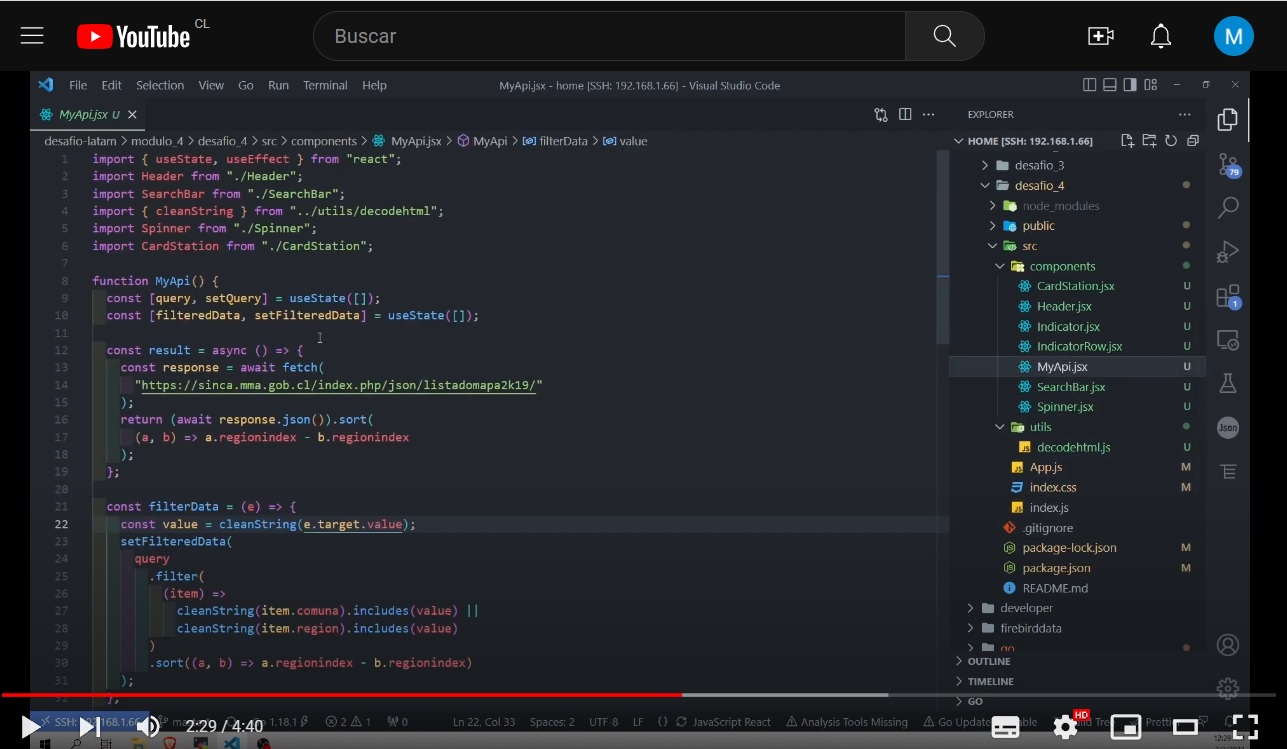 YouTube CL
Buscar
M
File Edit Selection View Go Run Terminal Help
MyApi.jsx - home [SSH: 192.168.1.66] - Visual Studio Code
MyApi.jsx U
desafio-latam > modulo_4 > desafio_4 > src > components > MyApi.jsx > MyApi > filterData > value
1 import { useState, useEffect } from "react";
2 import Header from "./Header";
3 import SearchBar from "./SearchBar";
4 import { cleanString } from "../utils/decodehtml";
5 import Spinner from "./Spinner";
6 import CardStation from "./CardStation";
7
8 function MyApi() {
9 const [query, setQuery] = useState([]);
10 const [filteredData, setFilteredData] = useState([]);
11
12 const result = async () => {
13 const response = await fetch(
14 "https://sinca.mma.gob.cl/index.php/json/listadomapa2k19/"
15 );
16 return (await response.json()).sort(
17 (a, b) => a.regionindex - b.regionindex
18 );
19 };
20
21 const filterData = (e) => {
22 const value = cleanString(e.target.value);
23 setFilteredData(
24 query
25 .filter(
26 (item) =>
27 cleanString(item.comuna).includes(value) ||
28 cleanString(item.region).includes(value)
29 )
30 .sort((a, b) => a.regionindex - b.regionindex)
31 );
32 };
EXPLORER
HOME [SSH: 192.168.1.66]
desafio_3
desafio_4
node_modules
public
src
components
CardStation.jsx U
Header.jsx U
Indicator.jsx U
IndicatorRow.jsx U
MyApi.jsx U
SearchBar.jsx U
Spinner.jsx U
utils
decodehtml.js U
App.js M
index.css M
index.js
.gitignore
package-lock.json M
package.json M
README.md
developer
firebirddata
go
OUTLINE
TIMELINE
GO
79
1
Json
SSH: 192.168.1.66
1.18.1
2 1
0
Ln 22, Col 33 Spaces: 2 UTF-8 LF {} JavaScript React Analysis Tools Missing
2:29 / 4:40
HD